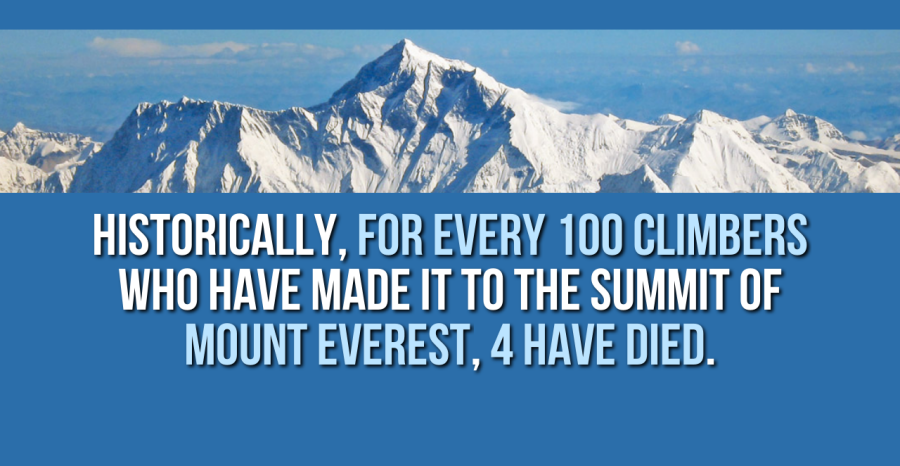 HISTORICALLY, FOR EVERY 100 CLIMBERS
WHO HAVE MADE IT TO THE SUMMIT OF
MOUNT EVEREST, 4 HAVE DIED.